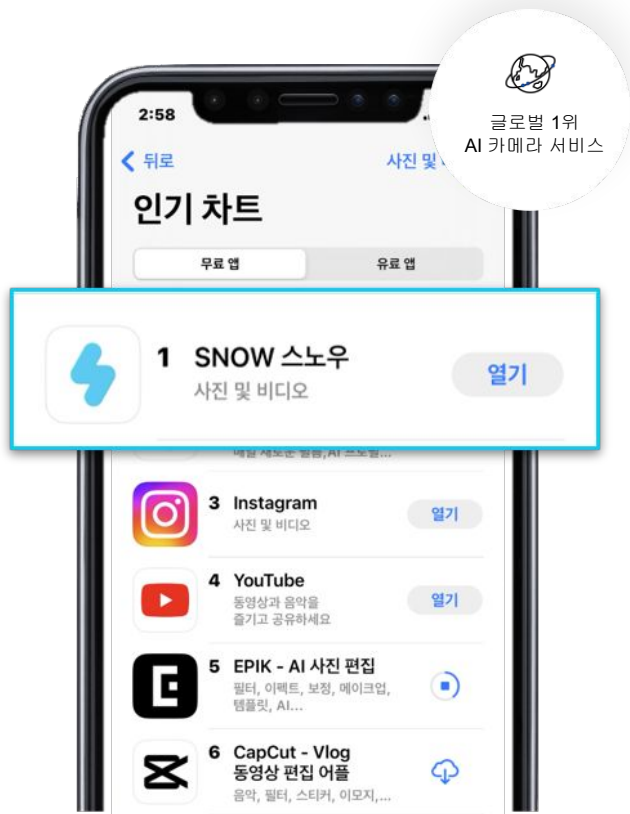 2:58
글로벌 1위
AI 카메라 서비스
뒤로
사진 및
인기 차트
무료 앱
유료 앱
1 SNOW 스노우
사진 및 비디오
열기
3 Instagram
사진 및 비디오
열기
4 YouTube
동영상과 음악을
즐기고 공유하세요
열기
5 EPIK - AI 사진 편집
필터, 이펙트, 보정, 메이크업,
템플릿, AI...
6 CapCut - Vlog
동영상 편집 어플
음악, 필터, 스티커, 이모지,...